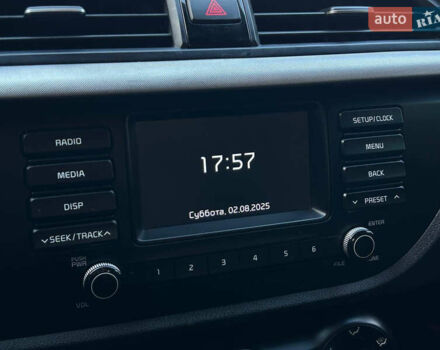 auto RIA
RADIO
MEDIA
DISP
SEEK/TRACK
PUSH
PWR
VOL
17:57
Суббота, 02.08.2025
1 2 3 4 5 6
SETUP/CLOCK
MENU
BACK
PRESET
ENTER
FILE
TUNE